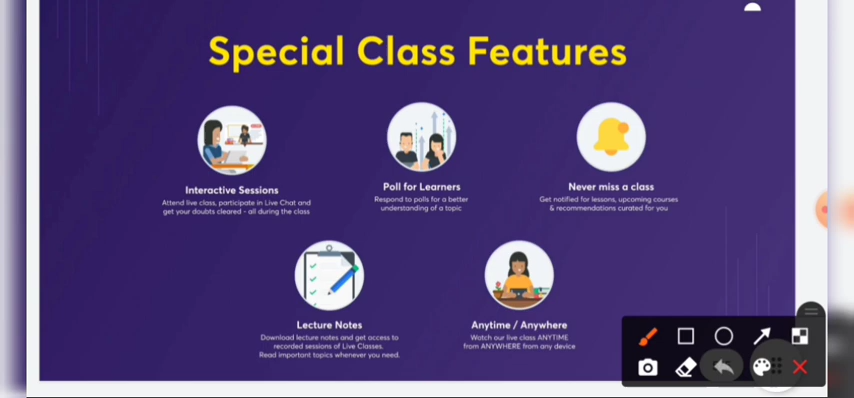 Special Class Features
Interactive Sessions
Attend live class, participate in Live Chat and
get your doubts cleared - all during the class
Poll for Learners
Respond to polls for a better
understanding of a topic
Never miss a class
Get notified for lessons, upcoming courses
& recommendations curated for you
Lecture Notes
Download lecture notes and get access to
recorded sessions of Live Classes.
Read important topics whenever you need.
Anytime / Anywhere
Watch our live class ANYTIME
from ANYWHERE from any device